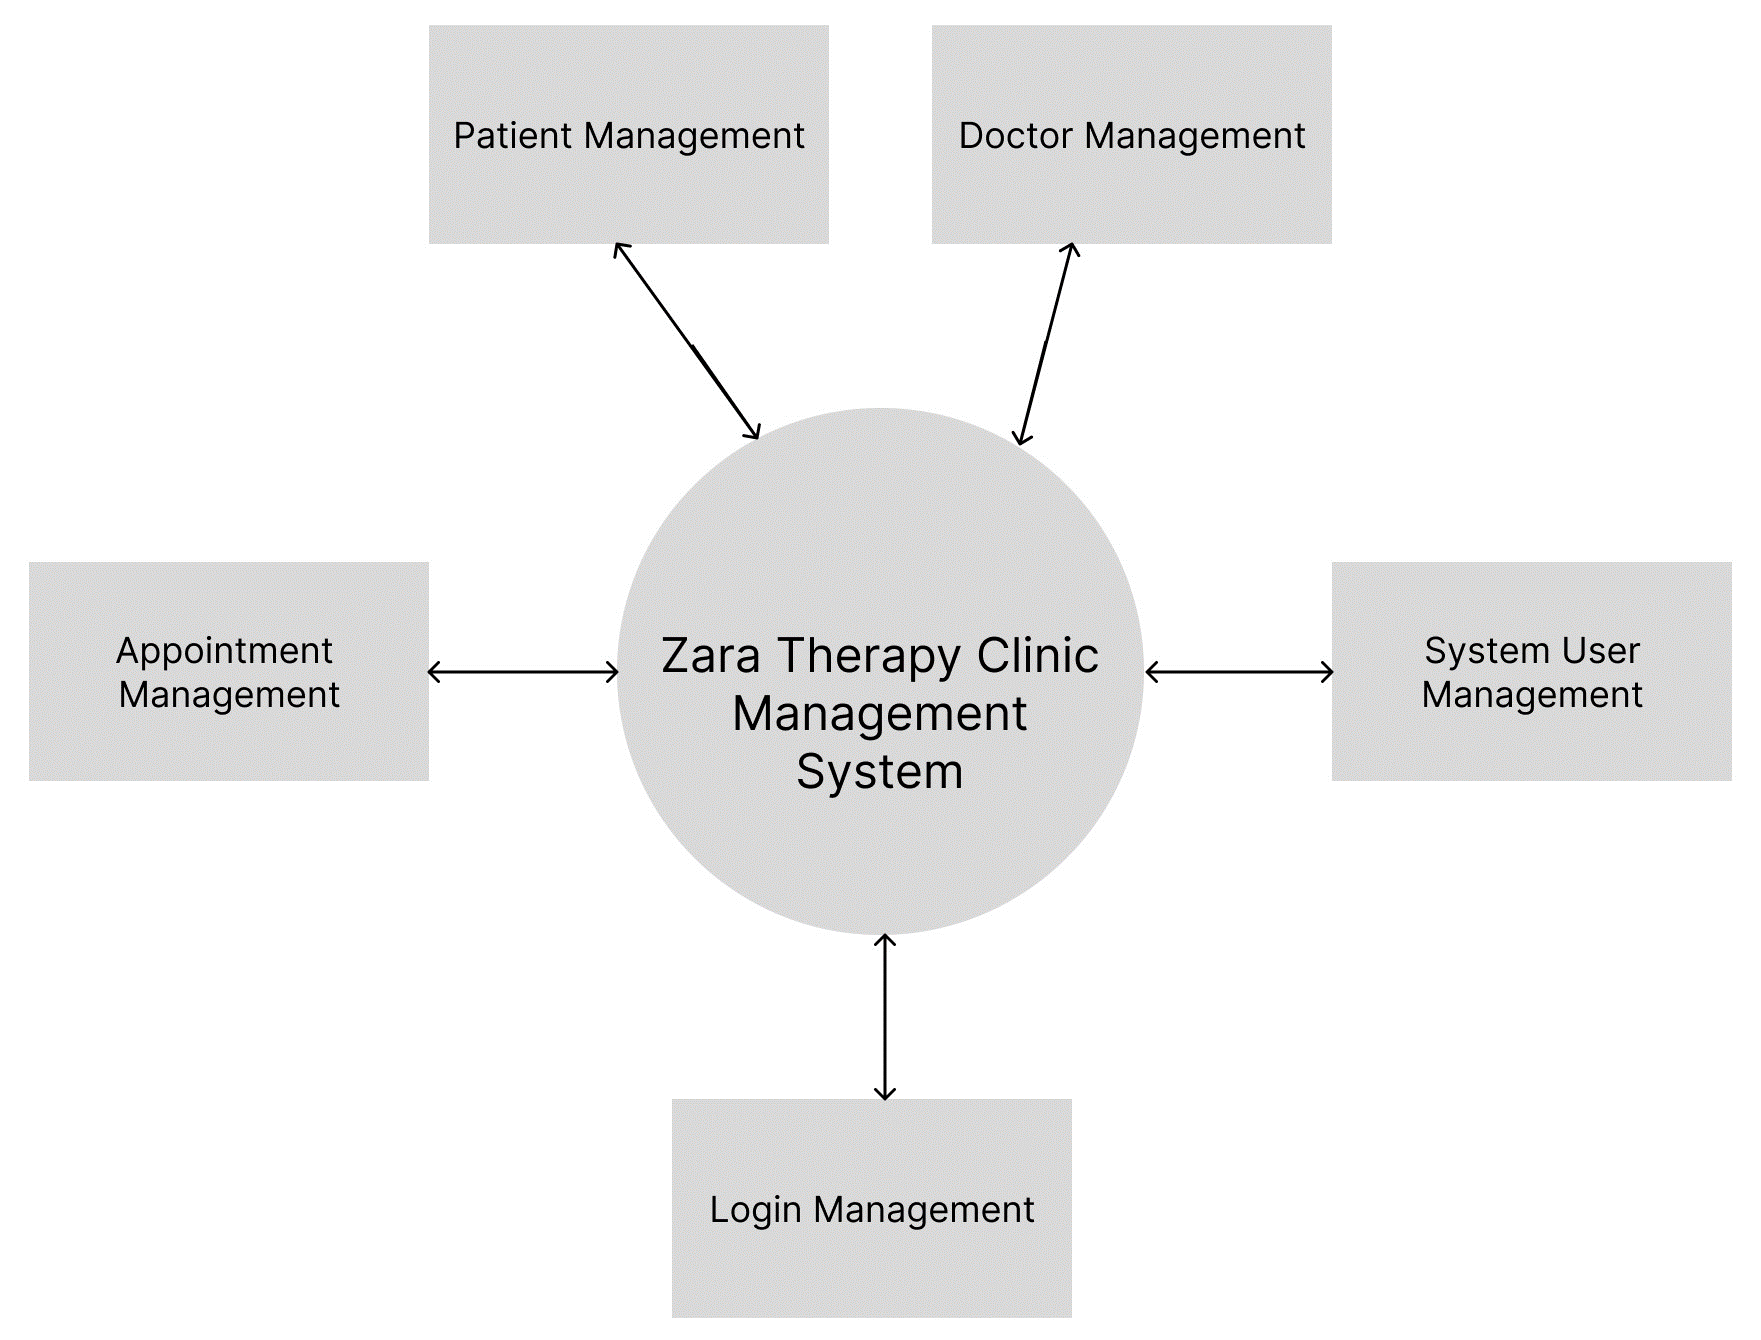 Patient Management
Doctor Management
Appointment
Management
Zara Therapy Clinic
Management
System
System User
Management
Login Management